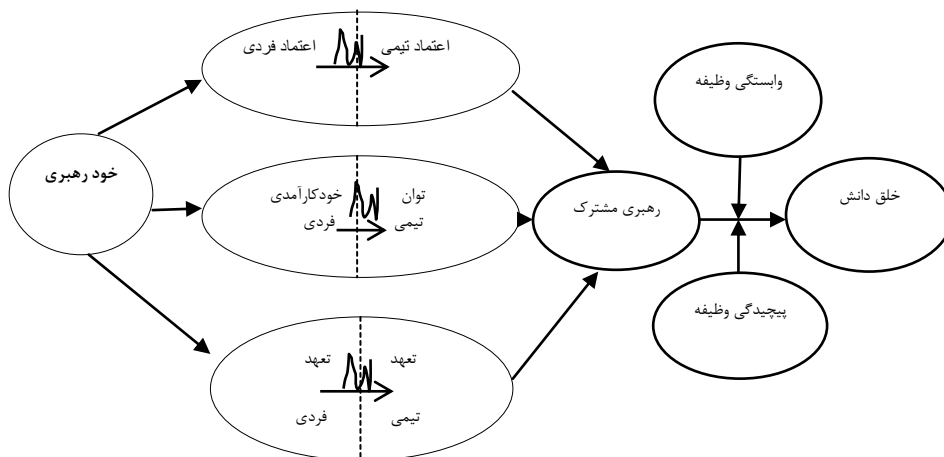 اعتماد فردی
اعتماد تیمی
وابستگی وظیفه
خود رهبری
خودکارآمدی
توان
فردی
تیمی
رهبری مشترک
خلق دانش
پیچیدگی وظیفه
تعهد
تعهد
فردی
تیمی